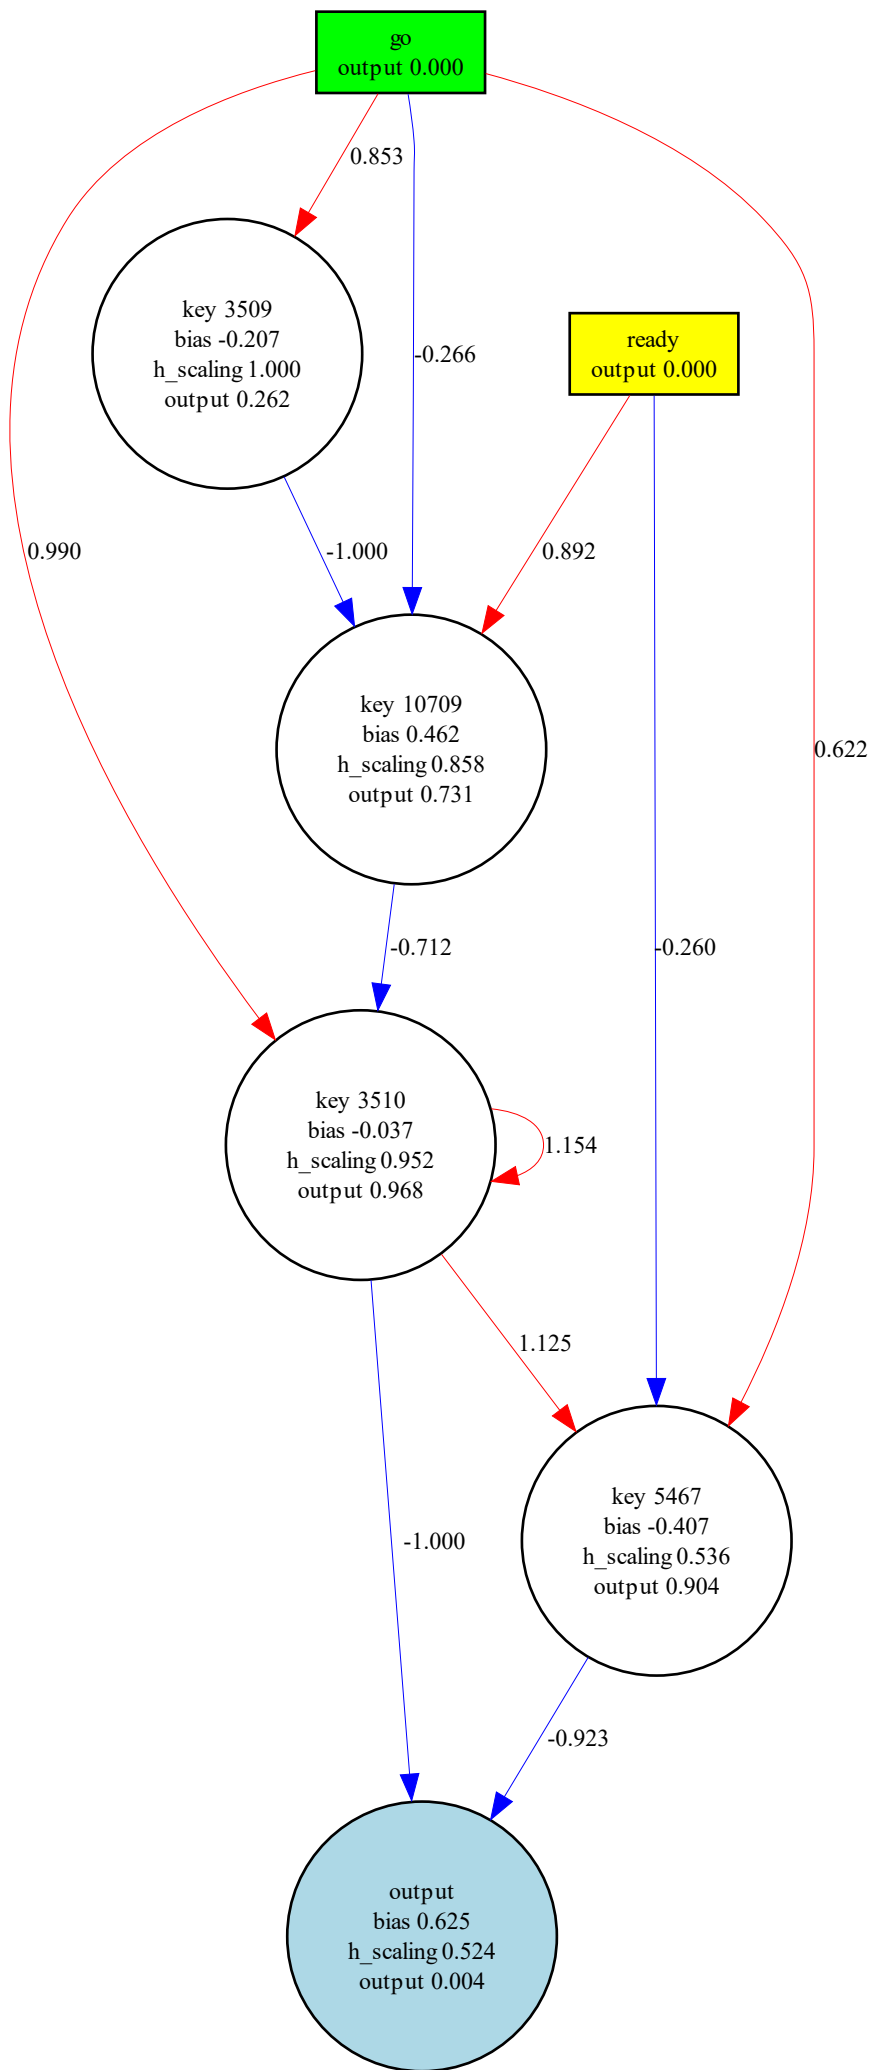 go
output 0.000
0.853
key 3509
bias -0.207
h_scaling 1.000
output 0.262
-0.266
ready
output 0.000
0.990
-1.000
0.892
key 10709
bias 0.462
h_scaling 0.858
output 0.731
0.622
-0.712
-0.260
key 3510
bias -0.037
h_scaling 0.952
output 0.968
1.154
1.125
key 5467
bias -0.407
h_scaling 0.536
output 0.904
-1.000
-0.923
output
bias 0.625
h_scaling 0.524
output 0.004